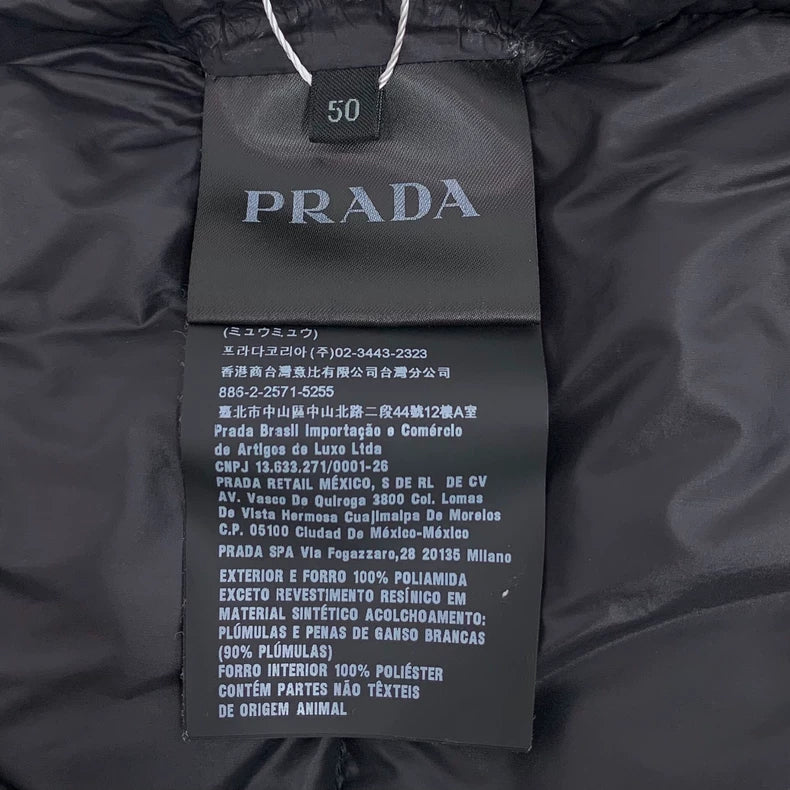 50
PRADA
(ミュウミュウ)
프라다코리아 (주)02-3443-2323
香港商台灣意比有限公司台灣分公司
886-2-2571-5255
臺北市中山區中山北路二段44號12樓A室
Prada Brasil Importação e Comércio
de Artigos de Luxo Ltda
CNPJ 13.633.271/0001-26
PRADA RETAIL MÉXICO, S DE RL DE CV
AV. Vasco De Quiroga 3800 Col. Lomas
De Vista Hermosa Cuajimalpa De Morelos
C.P. 05100 Ciudad De México-México
PRADA SPA Via Fogazzaro,28 20135 Milano
EXTERIOR E FORRO 100% POLIAMIDA
EXCETO REVESTIMENTO RESÍNICO EM
MATERIAL SINTÉTICO ACOLCHOAMENTO:
PLÚMULAS E PENAS DE GANSO BRANCAS
(90% PLÚMULAS)
FORRO INTERIOR 100% POLIÉSTER
CONTÉM PARTES NÃO TÊXTEIS
DE ORIGEM ANIMAL